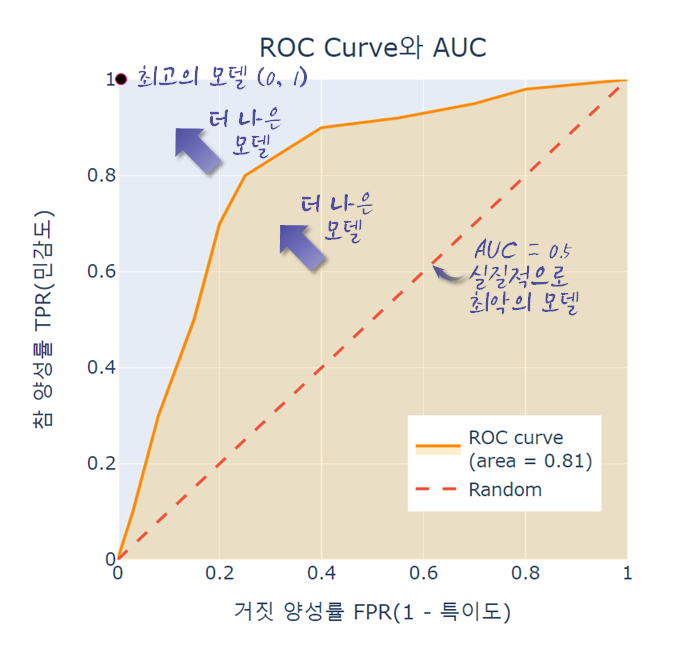 ROC Curve와 AUC
1
최고의 모델 (0, 1)
더 나은
모델
0.8
더 나은
모델
AUC = 0.5
실질적으로
최악의 모델
0.6
0.4
0.2
0
참 양성률 TPR(민감도)
ROC curve
(area = 0.81)
Random
0 0.2 0.4 0.6 0.8 1
거짓 양성률 FPR(1 - 특이도)